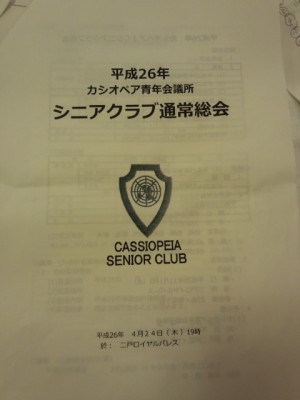 平成26年
カシオペア青年会議所
シニアクラブ通常総会
CASSIOPEIA
SENIOR CLUB
平成26年 4月24日（木）19時
於： 二戸ロイヤルパレス